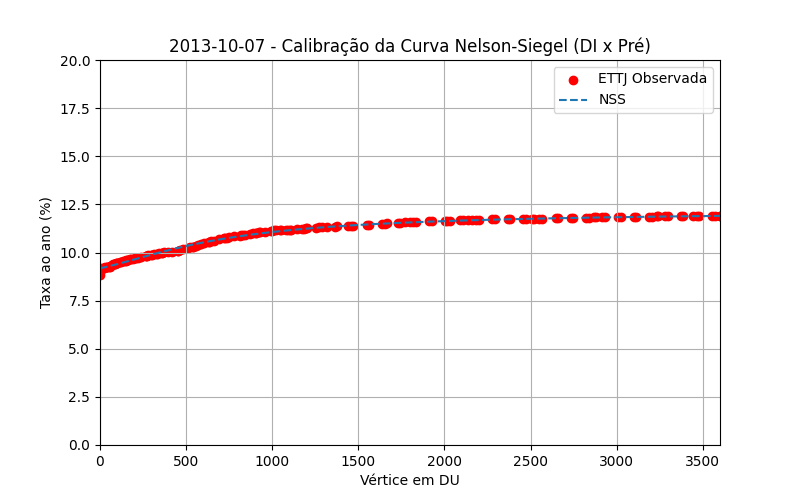 2013-10-07 - Calibração da Curva Nelson-Siegel (DI x Pré)
ETTJ Observada
NSS
Taxa ao ano (%)
20.0
17.5
15.0
12.5
10.0
7.5
5.0
2.5
0.0
0 500 1000 1500 2000 2500 3000 3500
Vértice em DU